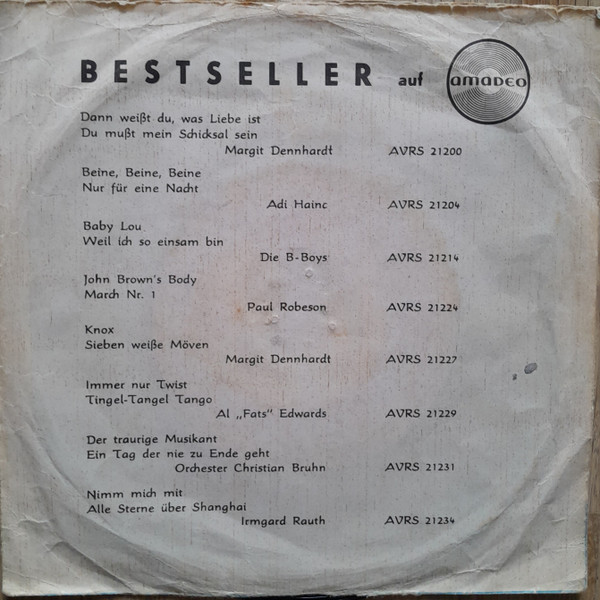 BESTSELLER auf amadeo
Dann weißt du, was Liebe ist
Du mußt mein Schicksal sein
Margit Dennhardt AVRS 21200
Beine, Beine, Beine
Nur für eine Nacht
Adi Hainc AVRS 21204
Baby Lou
Weil ich so einsam bin
Die B-Boys AVRS 21214
John Brown's Body
March Nr. 1
Paul Robeson AVRS 21224
Knox
Sieben weiße Möven
Margit Dennhardt AVRS 21227
Immer nur Twist
Tingel-Tangel Tango
Al „Fats“ Edwards AVRS 21229
Der traurige Musikant
Ein Tag der nie zu Ende geht
Orchester Christian Bruhn AVRS 21231
Nimm mich mit
Alle Sterne über Shanghai
Irmgard Rauth AVRS 21234